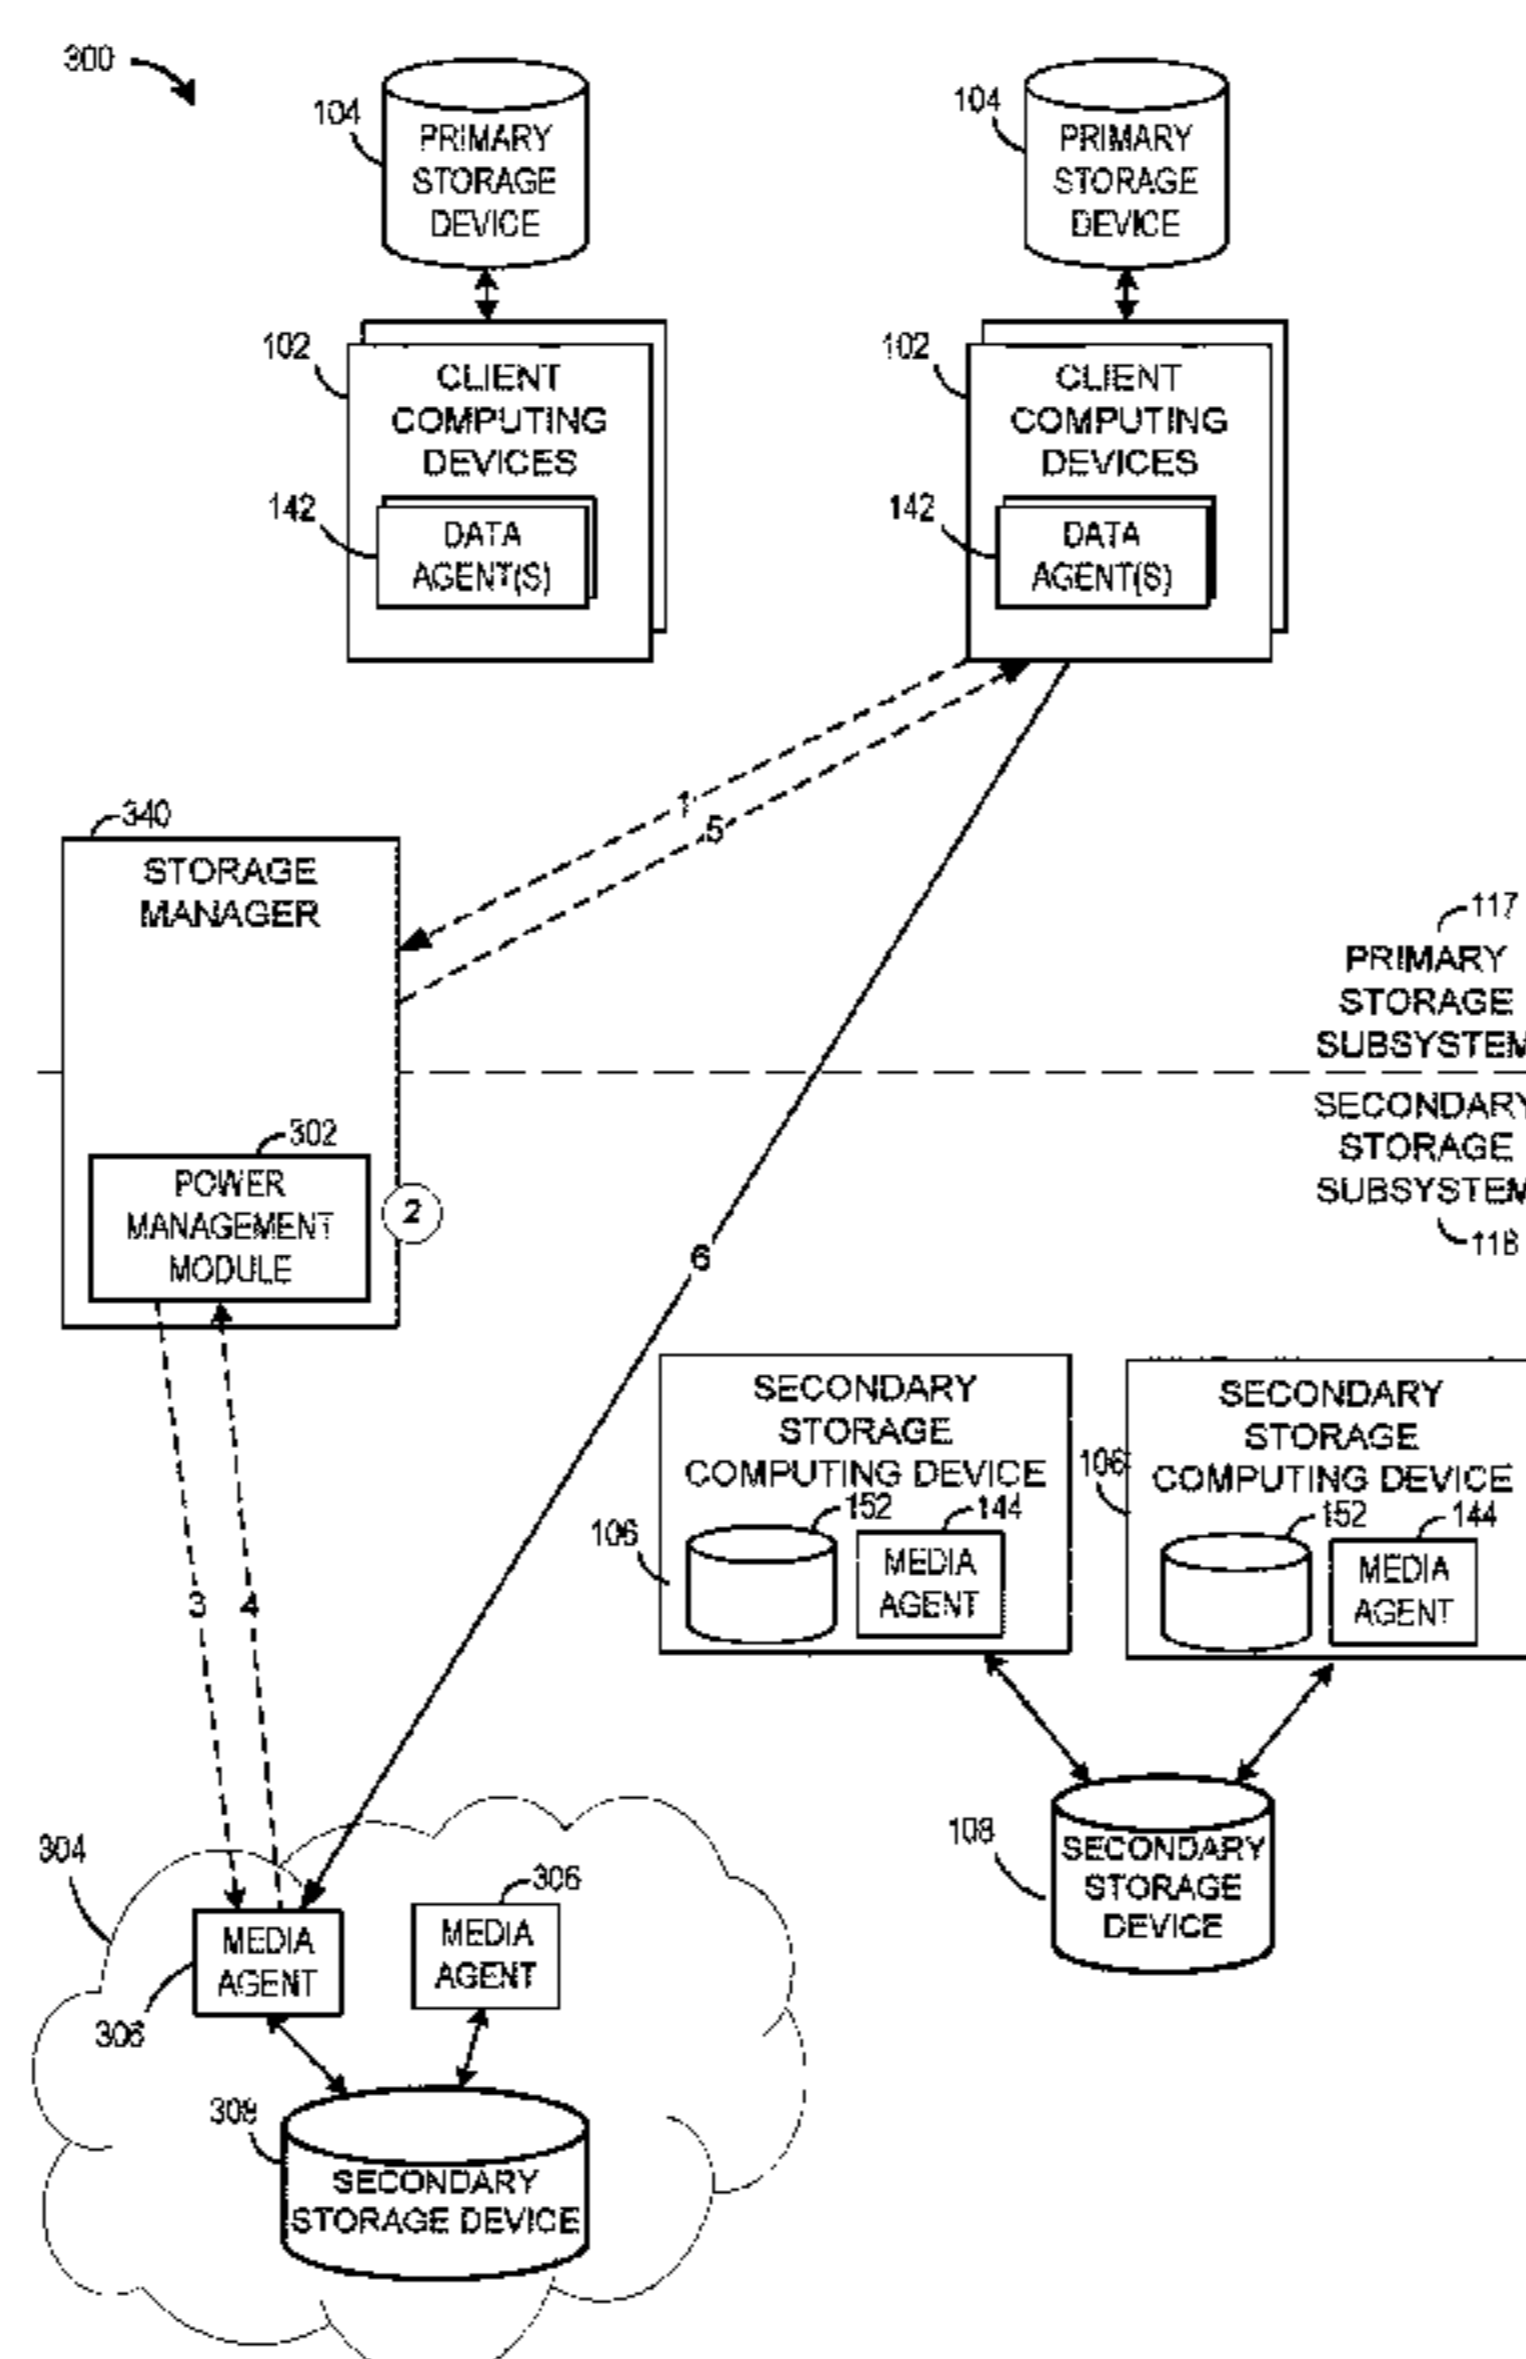 300
104
PRIMARY
STORAGE
DEVICE
104
PRIMARY
STORAGE
DEVICE
102
CLIENT
COMPUTING
DEVICES
142
DATA
AGENT(S)
102
CLIENT
COMPUTING
DEVICES
142
DATA
AGENT(S)
1
5
340
STORAGE
MANAGER
117
PRIMARY
STORAGE
SUBSYSTEM
SECONDARY
STORAGE
SUBSYSTEM
118
302
POWER
MANAGEMENT
MODULE
2
6
SECONDARY
STORAGE
COMPUTING DEVICE
106
152
144
MEDIA
AGENT
SECONDARY
STORAGE
COMPUTING DEVICE
106
152
144
MEDIA
AGENT
3
4
108
SECONDARY
STORAGE
DEVICE
304
MEDIA
AGENT
306
306
MEDIA
AGENT
308
SECONDARY
STORAGE DEVICE